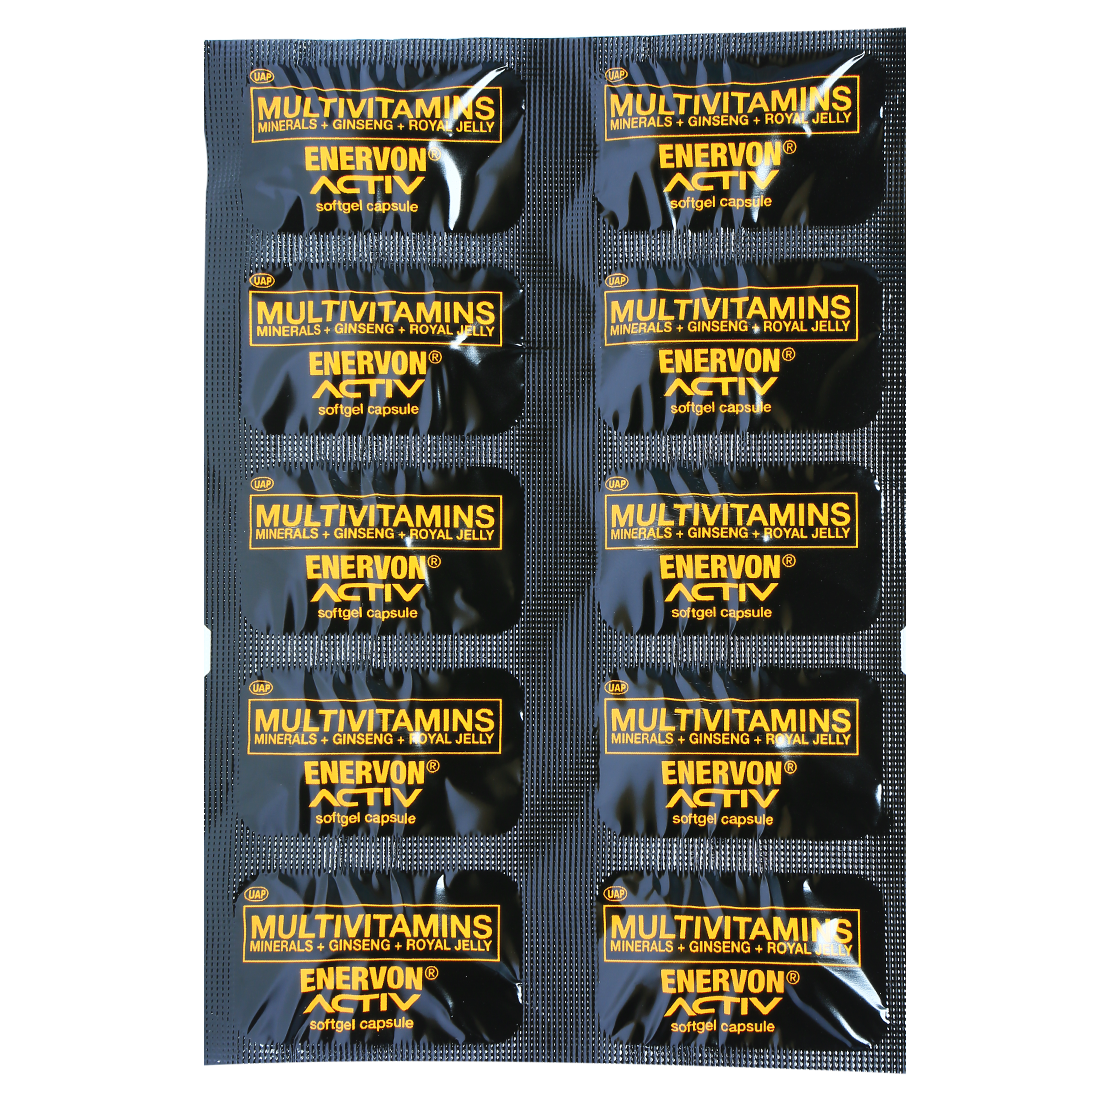 UAP
MULTIVITAMINS
MINERALS + GINSENG + ROYAL JELLY
ENERVON®
ACTIV
softgel capsule
UAP
MULTIVITAMINS
MINERALS + GINSENG + ROYAL JELLY
ENERVON®
ACTIV
softgel capsule
UAP
MULTIVITAMINS
MINERALS + GINSENG + ROYAL JELLY
ENERVON®
ACTIV
softgel capsule
UAP
MULTIVITAMINS
MINERALS + GINSENG + ROYAL JELLY
ENERVON®
ACTIV
softgel capsule
UAP
MULTIVITAMINS
MINERALS + GINSENG + ROYAL JELLY
ENERVON®
ACTIV
softgel capsule
UAP
MULTIVITAMINS
MINERALS + GINSENG + ROYAL JELLY
ENERVON®
ACTIV
softgel capsule
UAP
MULTIVITAMINS
MINERALS + GINSENG + ROYAL JELLY
ENERVON®
ACTIV
softgel capsule
UAP
MULTIVITAMINS
MINERALS + GINSENG + ROYAL JELLY
ENERVON®
ACTIV
softgel capsule
UAP
MULTIVITAMINS
MINERALS + GINSENG + ROYAL JELLY
ENERVON®
ACTIV
softgel capsule
UAP
MULTIVITAMINS
MINERALS + GINSENG + ROYAL JELLY
ENERVON®
ACTIV
softgel capsule